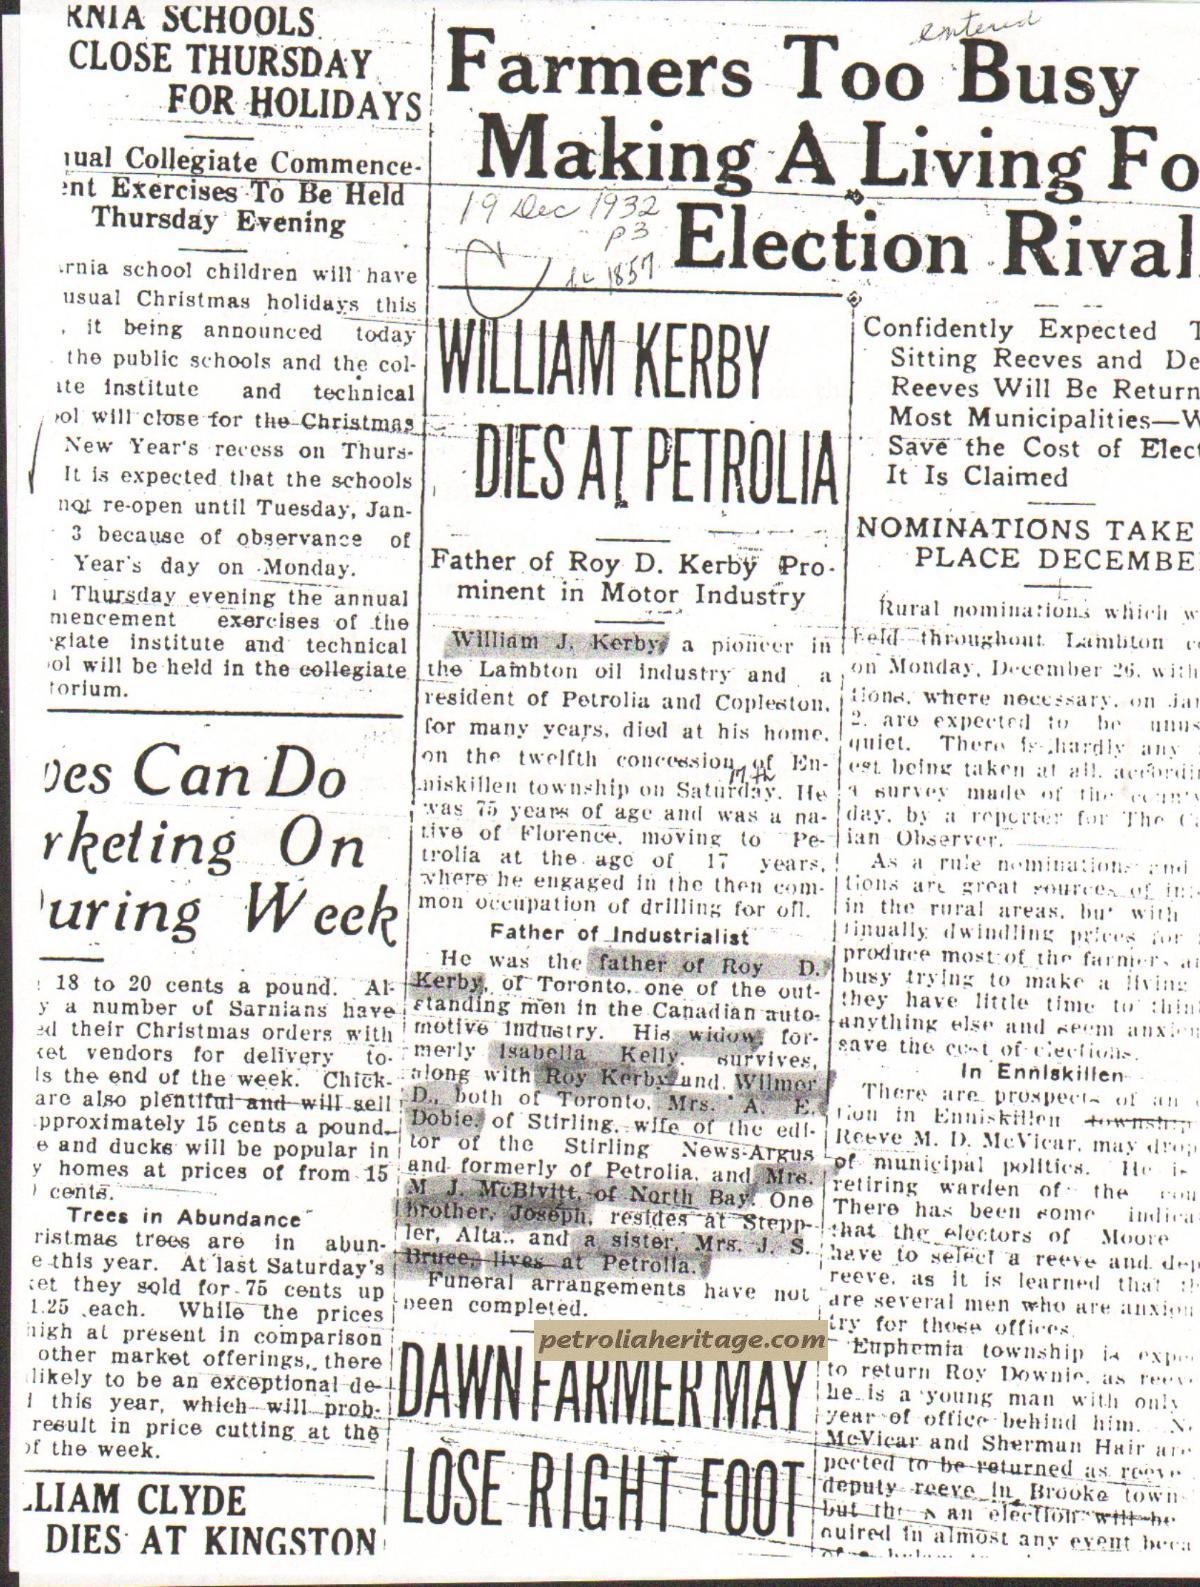 RNIA SCHOOLS
CLOSE THURSDAY
FOR HOLIDAYS
ual Collegiate Commence-
ent Exercises To Be Held
Thursday Evening
rnia school children will have
usual Christmas holidays this
, it being announced today
the public schools and the col-
ate institute and technical
ol will close for the Christmas
New Year's recess on Thurs-
It is expected that the schools
not re-open until Tuesday, Jan-
3 because of observance of
Year's day on Monday.
Thursday evening the annual
mencement exercises of the
giate institute and technical
ol will be held in the collegiate
torium.
oes Can Do
rketing On
uring Week
18 to 20 cents a pound. Al-
y a number of Sarnians have
ed their Christmas orders with
ket vendors for delivery to-
ls the end of the week. Chick-
are also plentiful and will sell
pproximately 15 cents a pound.
e and ducks will be popular in
y homes at prices of from 15
cents.
Trees in Abundance
ristmas trees are in abun-
e this year. At last Saturday's
ket they sold for 75 cents up
1.25 each. While the prices
high at present in comparison
other market offerings, there
likely to be an exceptional de-
this year, which will prob-
result in price cutting at the
of the week.
LLIAM CLYDE
DIES AT KINGSTON
entered
Farmers Too Busy
Making A Living Fo
Election Rival
19 Dec 1932
p3
1857
WILLIAM KERBY
DIES AT PETROLIA
Father of Roy D. Kerby Pro-
minent in Motor Industry
William J. Kerby, a pioneer in
the Lambton oil industry and a
resident of Petrolia and Copleston,
for many years, died at his home,
on the twelfth concession of En-
17th
niskillen township on Saturday. He
was 75 years of age and was a na-
tive of Florence, moving to Pe-
trolia at the age of 17 years,
where he engaged in the then com-
mon occupation of drilling for oil.
Father of Industrialist
He was the father of Roy D.
Kerby, of Toronto, one of the out-
standing men in the Canadian auto-
motive industry. His widow, for-
merly Isabella Kelly, survives,
along with Roy Kerby and Wilmer
D., both of Toronto, Mrs. A. E.
Dobie, of Stirling, wife of the edi-
tor of the Stirling News-Argus
and formerly of Petrolia, and Mrs.
M. J. McBivitt, of North Bay. One
brother, Joseph, resides at Stepp-
ler, Alta., and a sister, Mrs. J. S.
Bruce, lives at Petrolia.
Funeral arrangements have not
been completed.
petroliaheritage.com
DAWN FARMER MAY
LOSE RIGHT FOOT
Confidently Expected T
Sitting Reeves and De
Reeves Will Be Return
Most Municipalities—W
Save the Cost of Elect
It Is Claimed
NOMINATIONS TAKE
PLACE DECEMBE
Rural nominations which w
held throughout Lambton co
on Monday, December 26, with
tions, where necessary, on Jan
2, are expected to be unus
quiet. There is hardly any
est being taken at all, accordi
a survey made of the county
day, by a reporter for The Ca
ian Observer.
As a rule nominations and
tions are great sources of in
in the rural areas, but with
tinually dwindling prices for
produce most of the farmers a
busy trying to make a living
they have little time to thin
anything else and seem anxio
save the cost of elections.
In Enniskillen
There are prospects of an
tion in Enniskillen township
Reeve M. D. McVicar, may drop
of municipal politics. He is
retiring warden of the coun
There has been some indica
that the electors of Moore
have to select a reeve and dep
reeve, as it is learned that th
are several men who are anxion
try for those offices.
Euphemia township is expec
to return Roy Downie, as reev
he is a young man with only
year of office behind him. N.
McVicar and Sherman Hair are
pected to be returned as reeve
deputy reeve in Brooke town
but an election will be
quired in almost any event beca